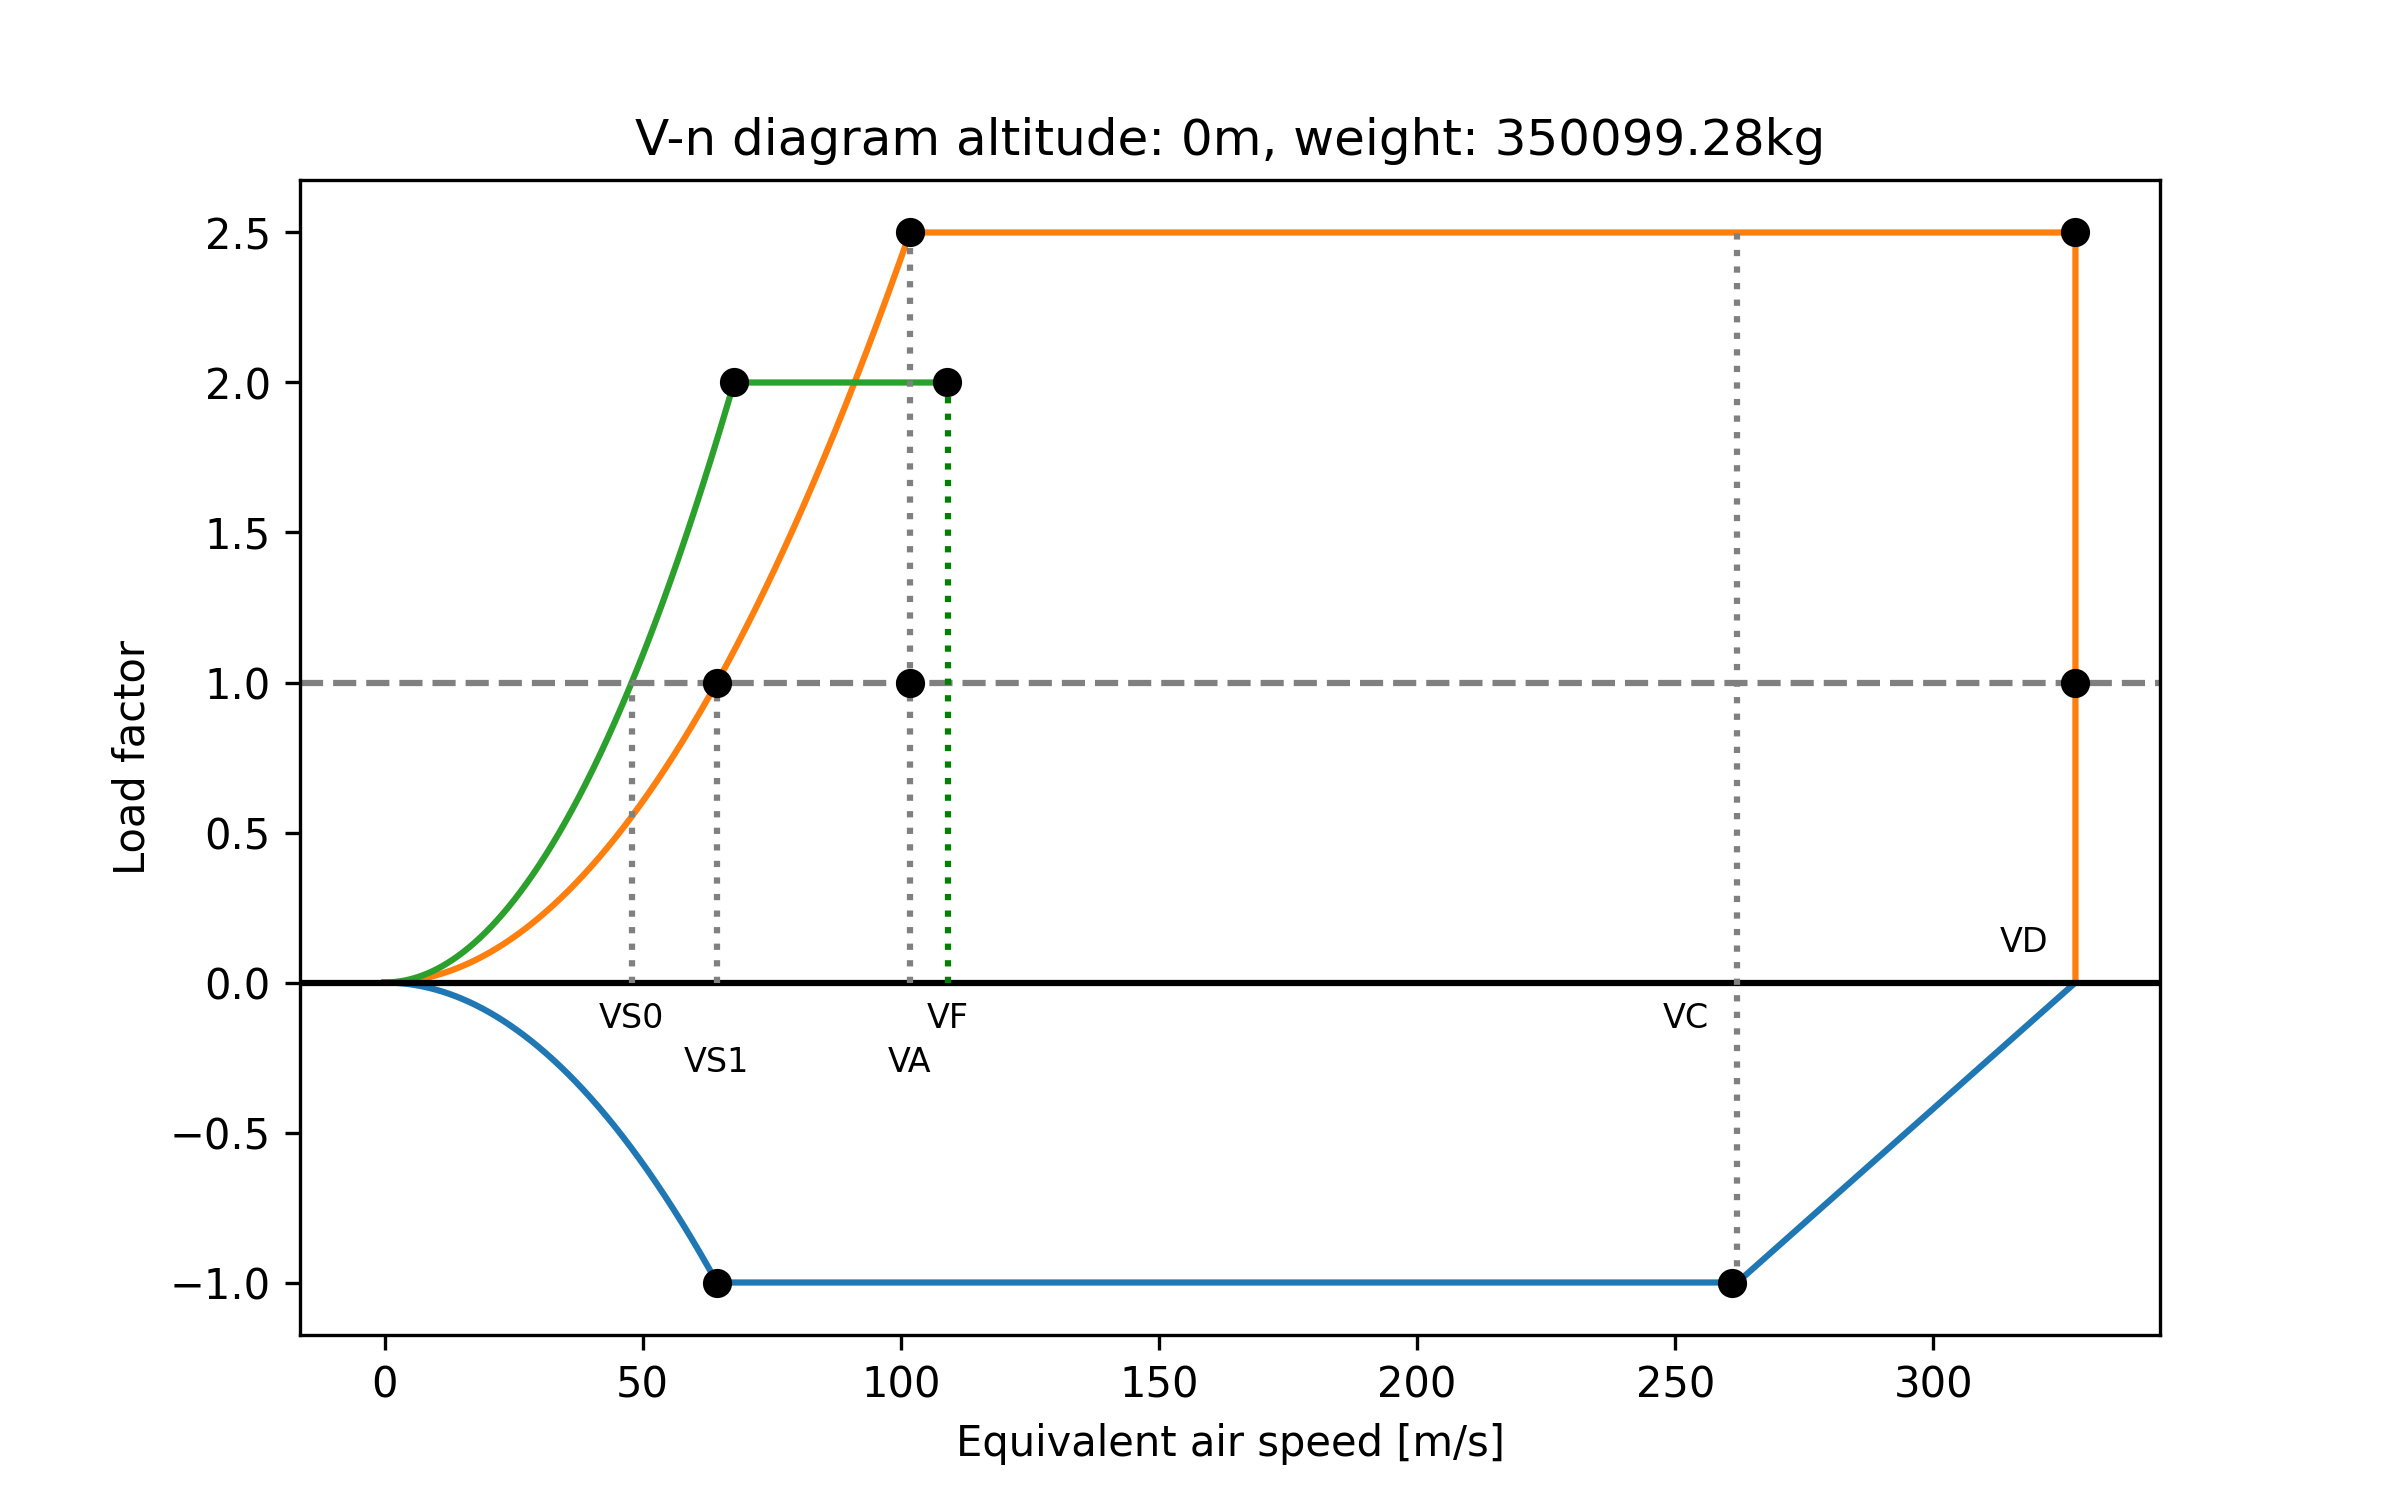 V-n diagram altitude: 0m, weight: 350099.28kg
2.5
2.0
1.5
1.0
0.5
0.0
−0.5
−1.0
Load factor
VD
VS0
VF
VC
VS1
VA
0
50
100
150
200
250
300
Equivalent air speed [m/s]